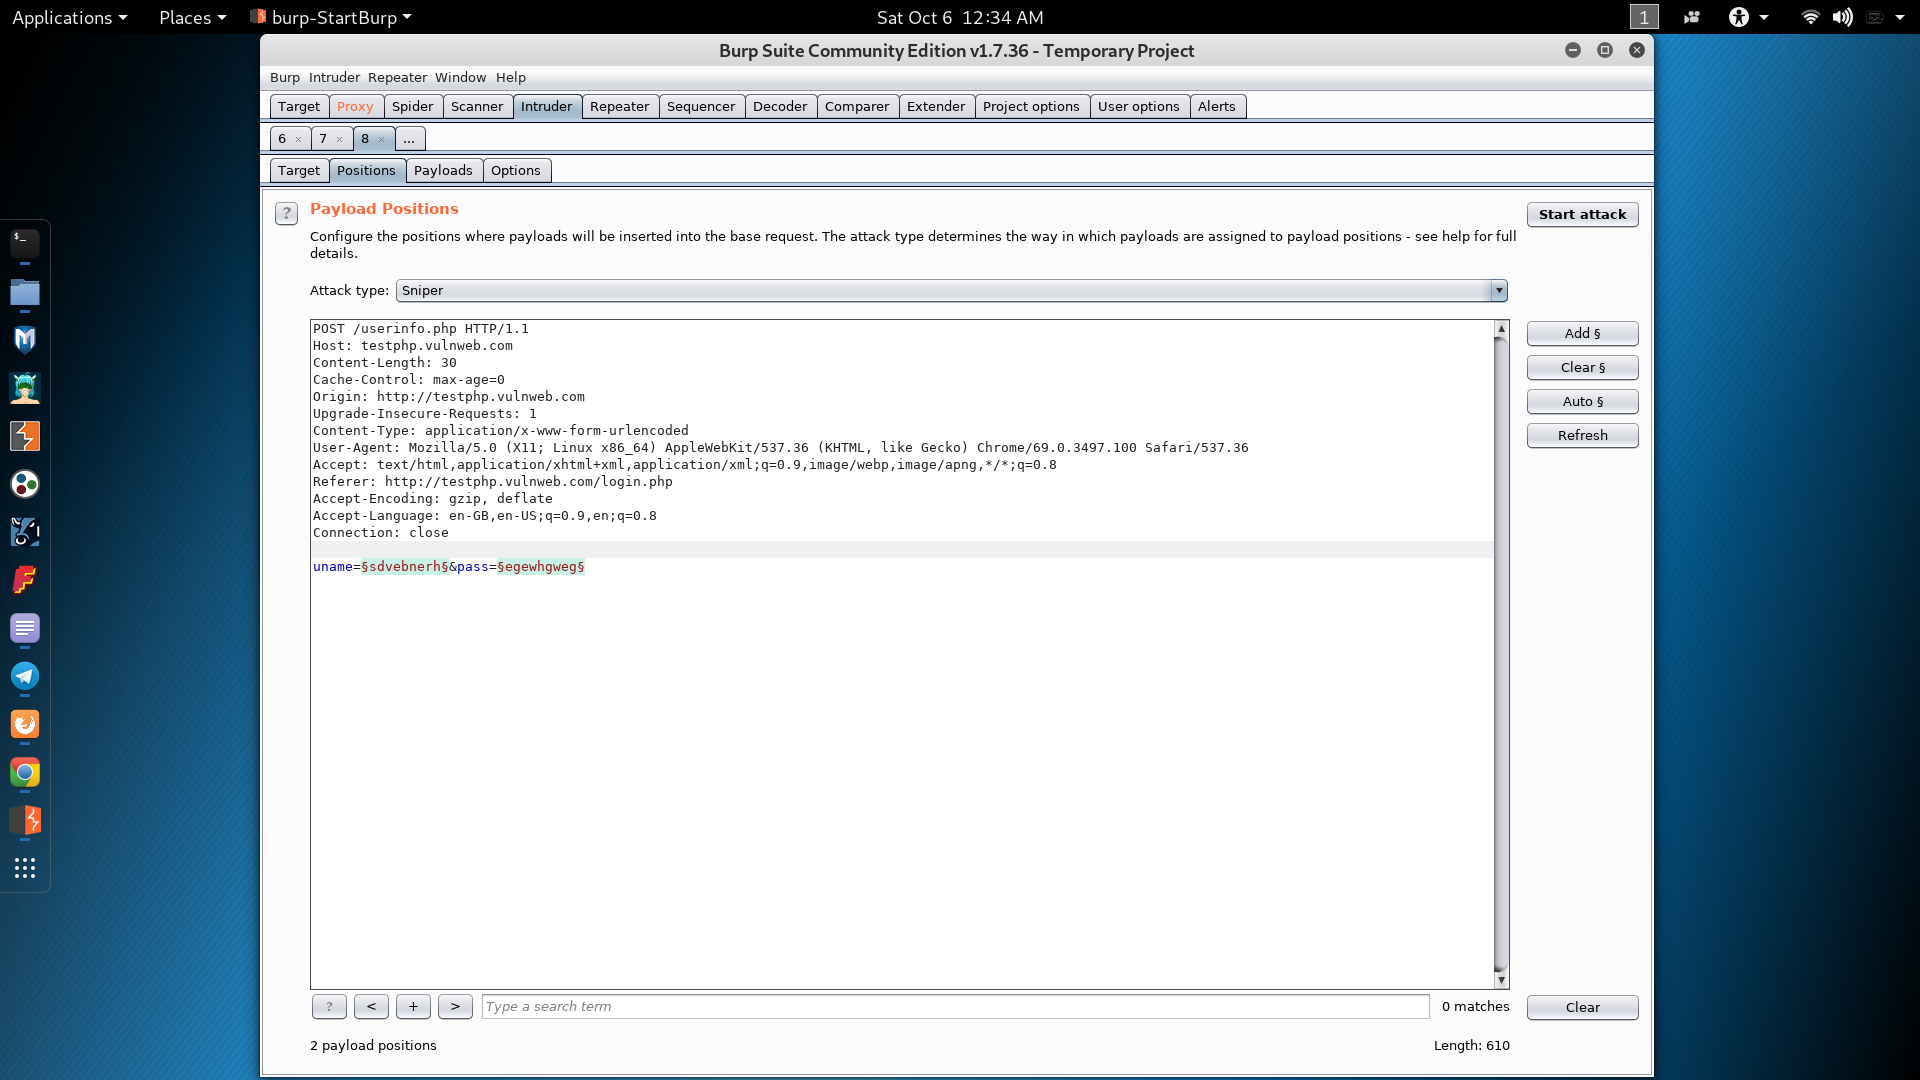 Applications Places burp-StartBurp Sat Oct 6 12:34 AM 1
Burp Suite Community Edition v1.7.36 - Temporary Project
Burp Intruder Repeater Window Help
Target Proxy Spider Scanner Intruder Repeater Sequencer Decoder Comparer Extender Project options User options Alerts
6 × 7 × 8 × ...
Target Positions Payloads Options
? Payload Positions
Start attack
Configure the positions where payloads will be inserted into the base request. The attack type determines the way in which payloads are assigned to payload positions - see help for full
details.
Attack type: Sniper
POST /userinfo.php HTTP/1.1
Host: testphp.vulnweb.com
Content-Length: 30
Cache-Control: max-age=0
Origin: http://testphp.vulnweb.com
Upgrade-Insecure-Requests: 1
Content-Type: application/x-www-form-urlencoded
User-Agent: Mozilla/5.0 (X11; Linux x86_64) AppleWebKit/537.36 (KHTML, like Gecko) Chrome/69.0.3497.100 Safari/537.36
Accept: text/html,application/xhtml+xml,application/xml;q=0.9,image/webp,image/apng,*/*;q=0.8
Referer: http://testphp.vulnweb.com/login.php
Accept-Encoding: gzip, deflate
Accept-Language: en-GB,en-US;q=0.9,en;q=0.8
Connection: close
uname=§sdvebnerh§&pass=§egewhgweg§
Add §
Clear §
Auto §
Refresh
? < + > Type a search term 0 matches Clear
2 payload positions Length: 610